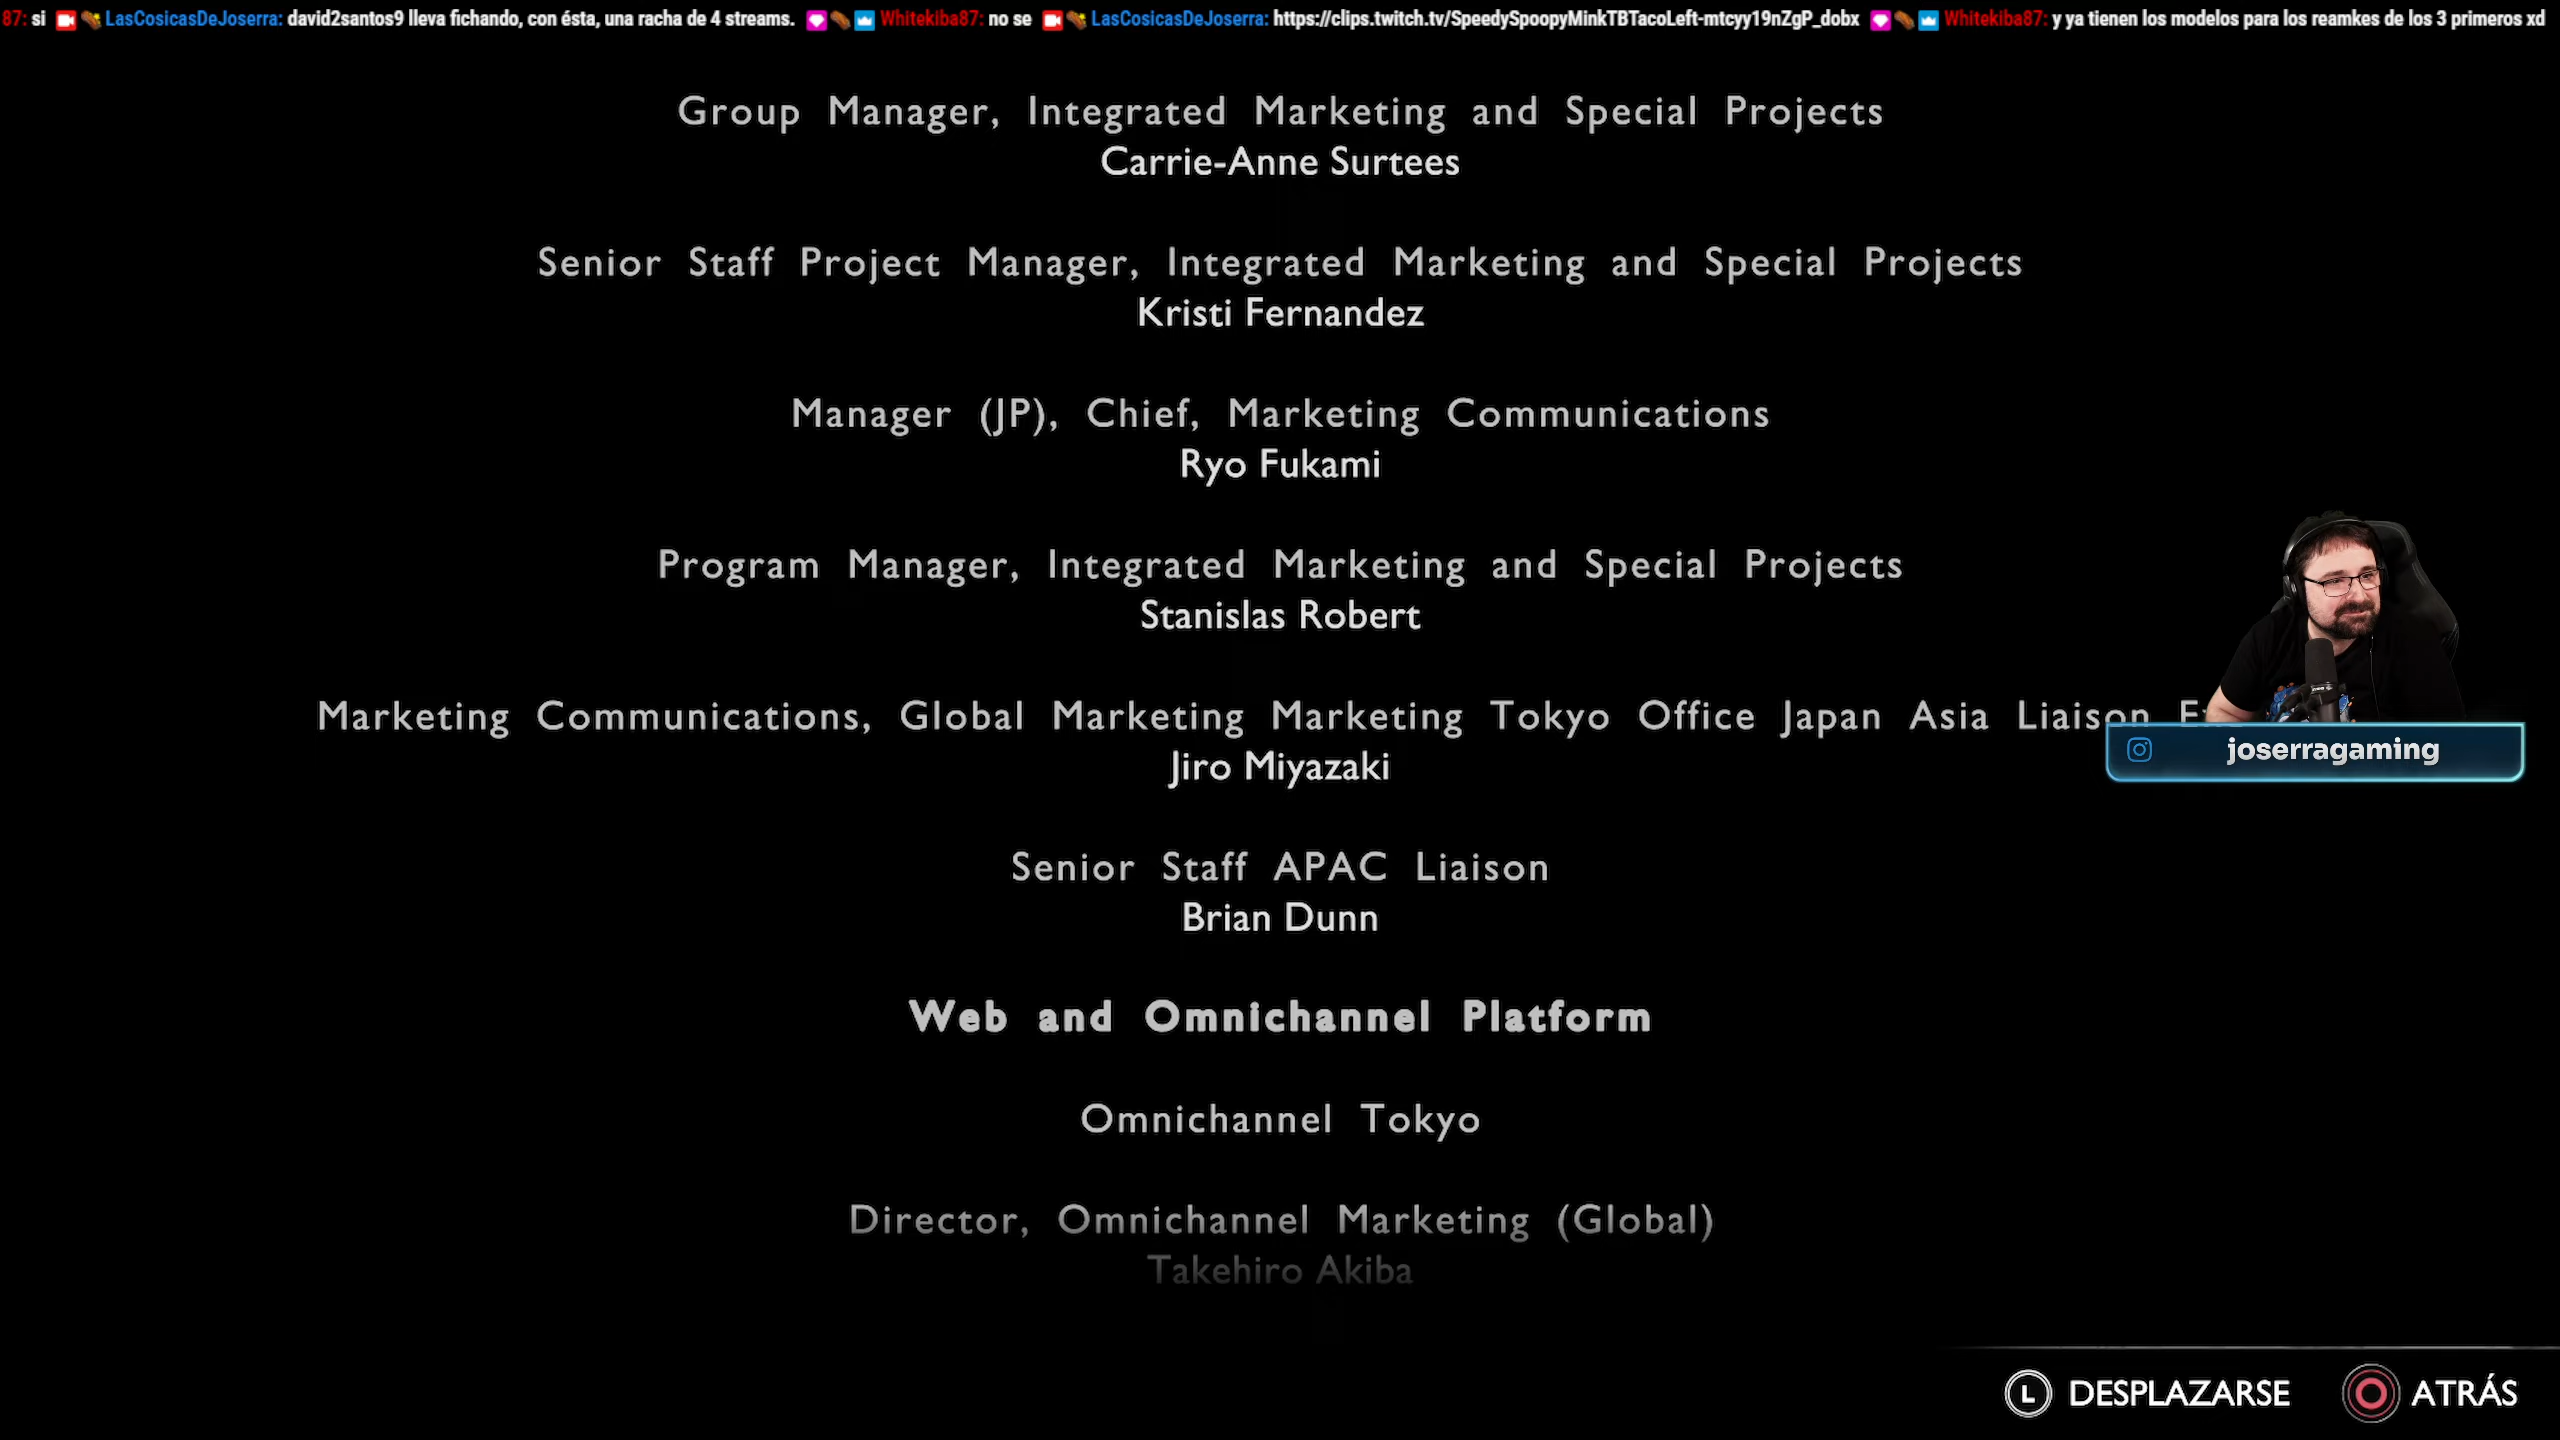 87: si LasCosicasDeJoserra: david2santos9 lleva fichando, con ésta, una racha de 4 streams. Whitekiba87: no se LasCosicasDeJoserra: https://clips.twitch.tv/SpeedySpoopyMinkTBTacoLeft-mtcyy19nZgP_dobx Whitekiba87: y ya tienen los modelos para los reamkes de los 3 primeros xd
Group Manager, Integrated Marketing and Special Projects
Carrie-Anne Surtees
Senior Staff Project Manager, Integrated Marketing and Special Projects
Kristi Fernandez
Manager (JP), Chief, Marketing Communications
Ryo Fukami
Program Manager, Integrated Marketing and Special Projects
Stanislas Robert
Marketing Communications, Global Marketing Marketing Tokyo Office Japan Asia Liaison
Jiro Miyazaki
joserragaming
Senior Staff APAC Liaison
Brian Dunn
Web and Omnichannel Platform
Omnichannel Tokyo
Director, Omnichannel Marketing (Global)
Takehiro Akiba
L DESPLAZARSE ATRÁS